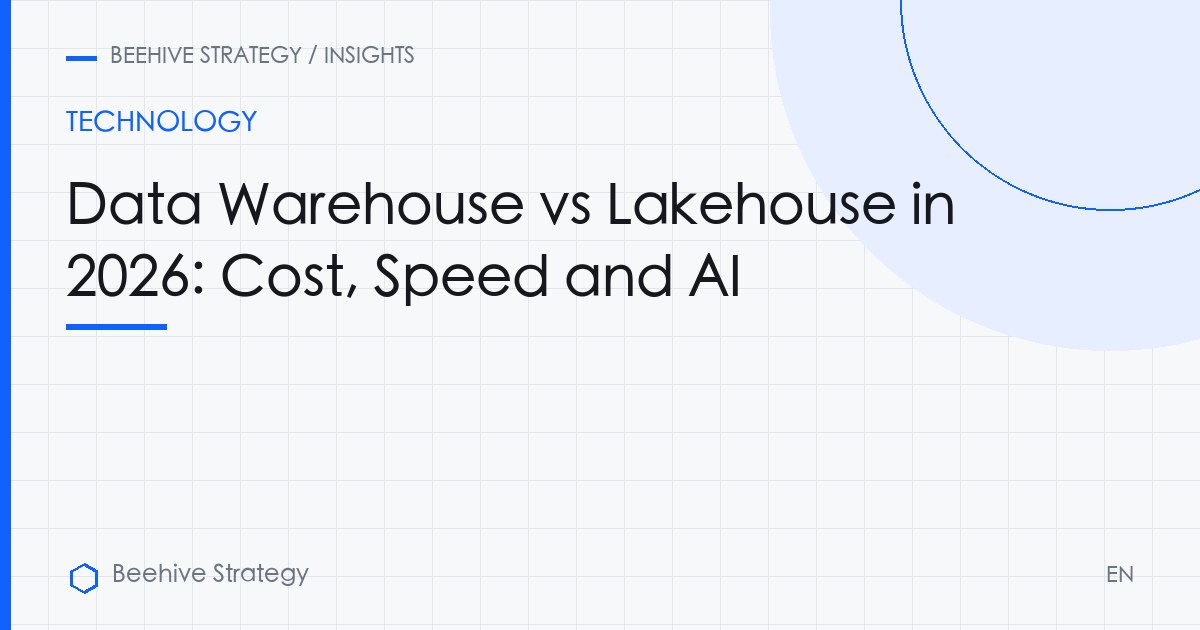 BEEHIVE STRATEGY / INSIGHTS
TECHNOLOGY
Data Warehouse vs Lakehouse in
2026: Cost, Speed and AI
Beehive Strategy
EN